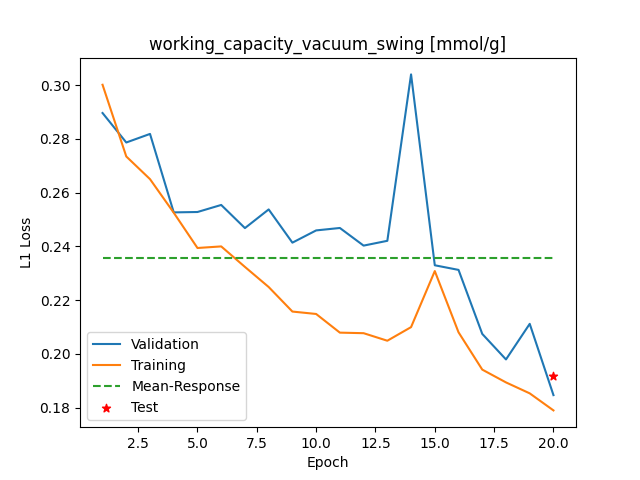 working_capacity_vacuum_swing [mmol/g]
L1 Loss
0.30
0.28
0.26
0.24
0.22
0.20
0.18
Validation
Training
Mean-Response
Test
2.5 5.0 7.5 10.0 12.5 15.0 17.5 20.0
Epoch